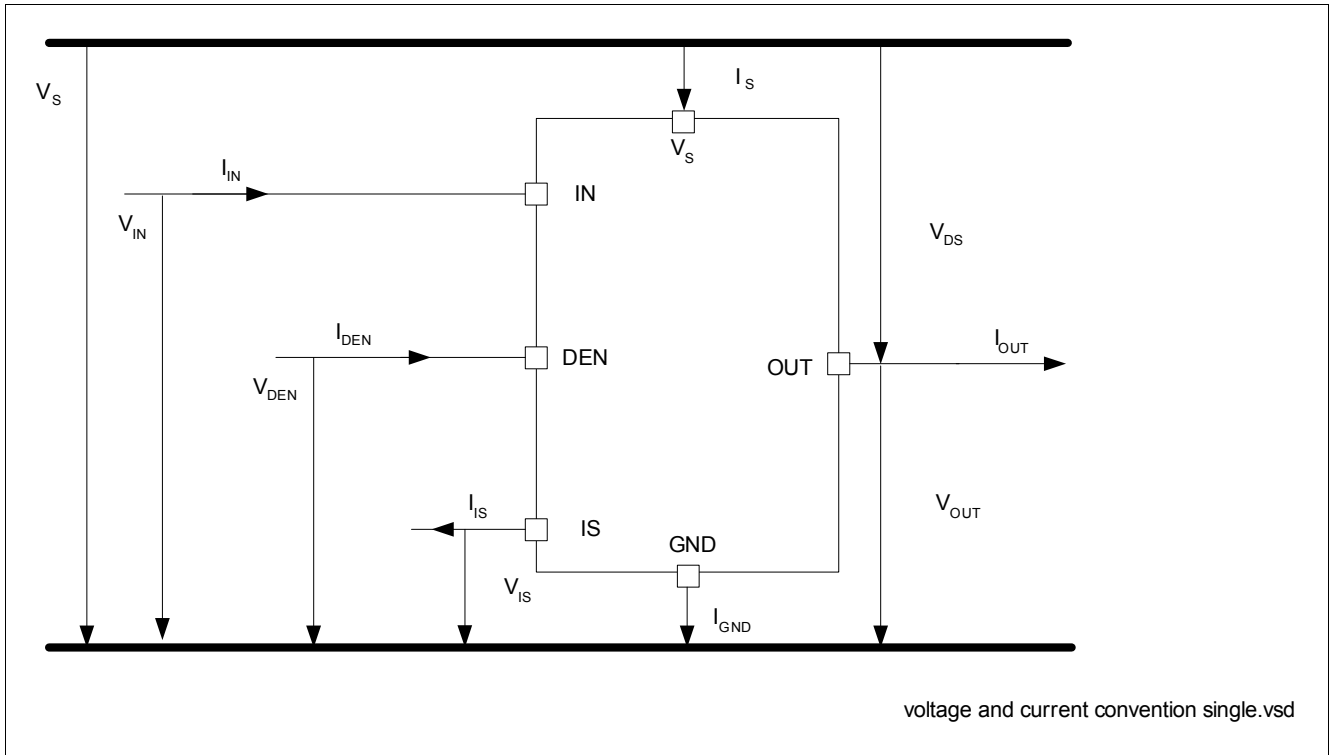 V_S
I_S
V_S
I_IN
IN
V_IN
V_DS
I_DEN
DEN
I_OUT
OUT
V_DEN
I_IS
IS
V_OUT
GND
V_IS
I_GND
voltage and current convention single.vsd